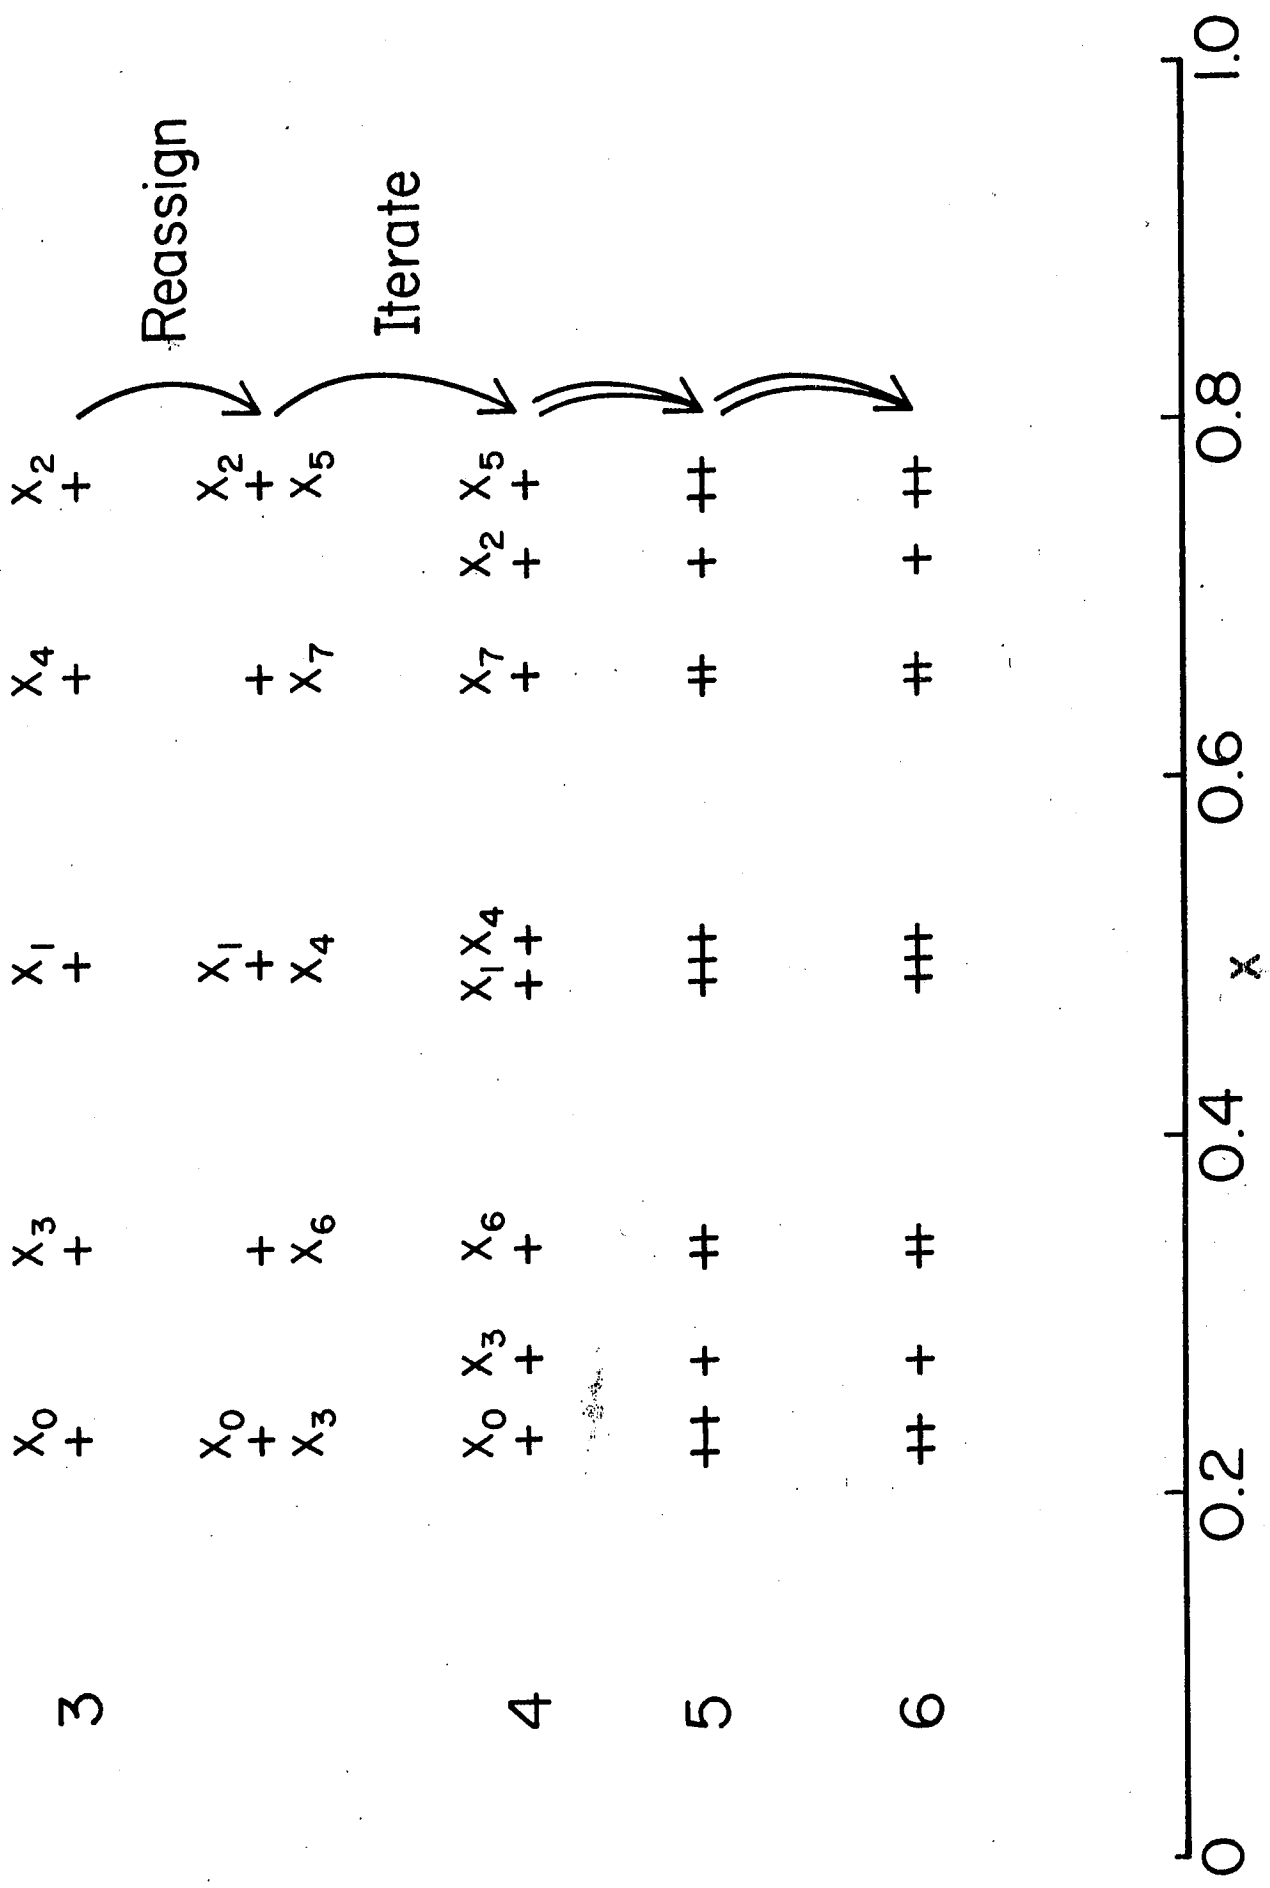 X₀ X₃ X₁ X₄ X₂
3
Reassign
X₀ X₁ X₂
X₃ X₆ X₄ X₇ X₅
Iterate
X₀ X₃ X₆ X₁ X₄ X₇ X₂ X₅
4
5
6
0 0.2 0.4 0.6 0.8 1.0
x